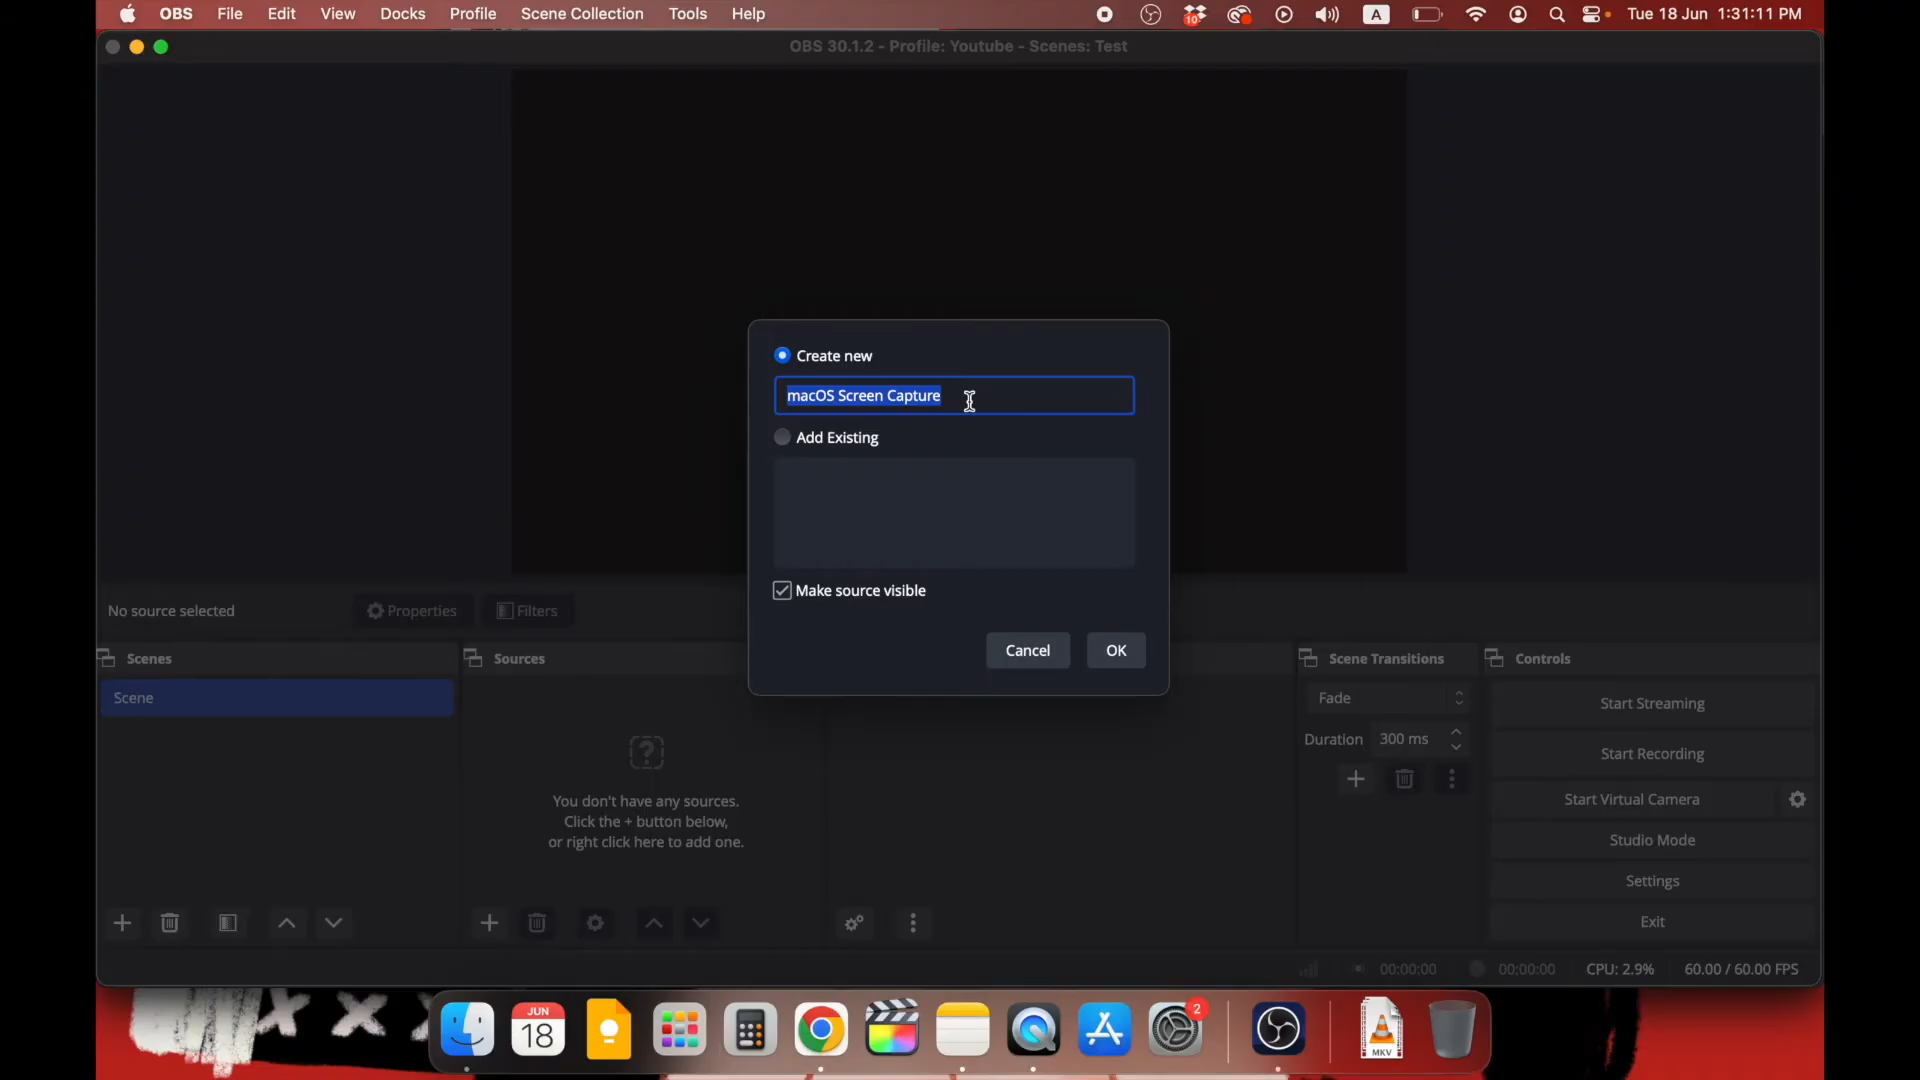 OBS File Edit View Docks Profile Scene Collection Tools Help
10
A
Tue 18 Jun 1:31:11 PM
OBS 30.1.2 - Profile: Youtube - Scenes: Test
Create new
macOS Screen Capture
Add Existing
Make source visible
Cancel OK
No source selected
Properties
Filters
Scenes
Sources
Scene Transitions
Controls
Scene
Fade
Start Streaming
You don't have any sources.
Click the + button below,
or right click here to add one.
Duration 300 ms
Start Recording
Start Virtual Camera
Studio Mode
Settings
Exit
00:00:00
00:00:00
CPU: 2.9%
60.00 / 60.00 FPS
X X X
JUN
18
2
MKV